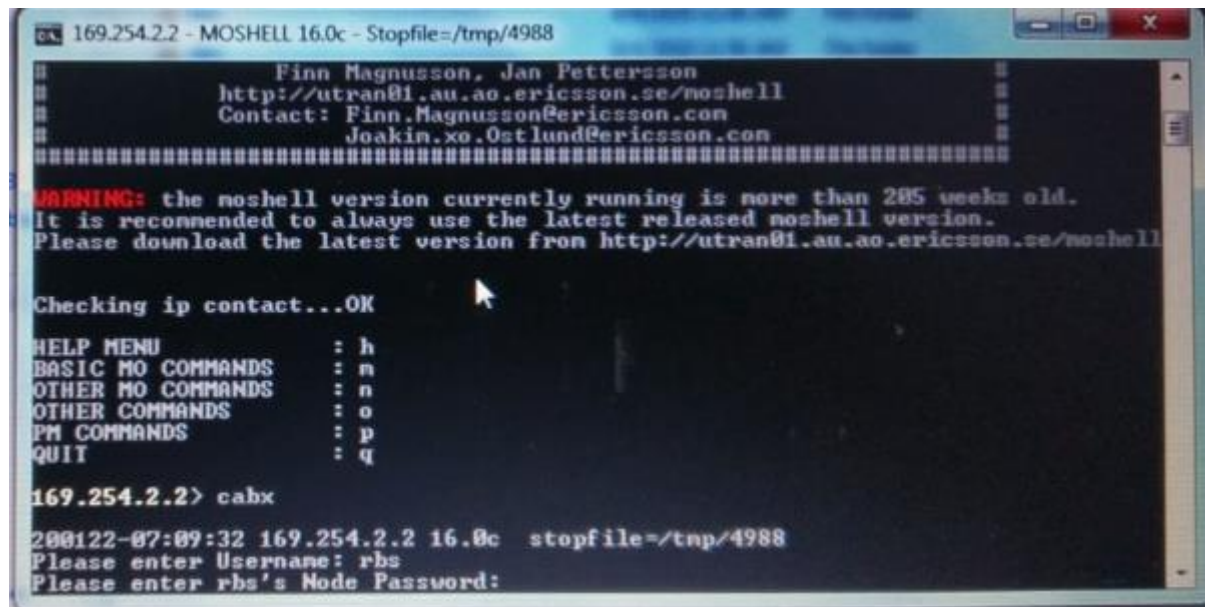 169.254.2.2 - MOSHELL 16.0c - Stopfile=/tmp/4988
# Finn Magnusson, Jan Pettersson #
# http://utran01.au.ao.ericsson.se/moshell #
# Contact: Finn.Magnusson@ericsson.com #
# Joakim.xo.Ostlund@ericsson.com #
####################################################################
WARNING: the moshell version currently running is more than 205 weeks old.
It is recommended to always use the latest released moshell version.
Please download the latest version from http://utran01.au.ao.ericsson.se/moshell
Checking ip contact...OK
HELP MENU : h
BASIC MO COMMANDS : m
OTHER MO COMMANDS : n
OTHER COMMANDS : o
PM COMMANDS : p
QUIT : q
169.254.2.2> cabx
200122-07:09:32 169.254.2.2 16.0c stopfile=/tmp/4988
Please enter Username: rbs
Please enter rbs's Node Password: